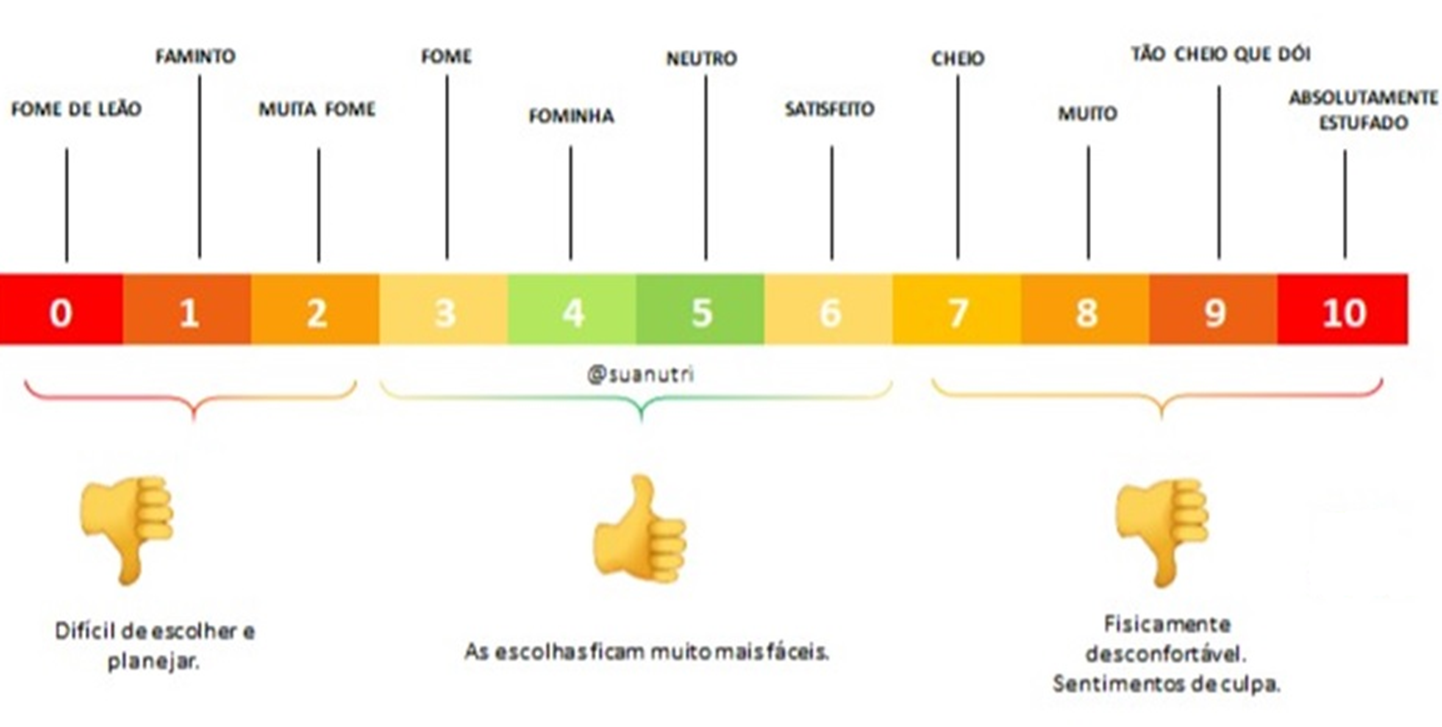 FOME DE LEÃO
FAMINTO
MUITA FOME
FOME
FOMINHA
NEUTRO
SATISFEITO
CHEIO
MUITO
TÃO CHEIO QUE DÓI
ABSOLUTAMENTE
ESTUFADO
0 1 2 3 4 5 6 7 8 9 10
@suanutri
Difícil de escolher e
planejar.
As escolhas ficam muito mais fáceis.
Fisicamente
desconfortável.
Sentimentos de culpa.